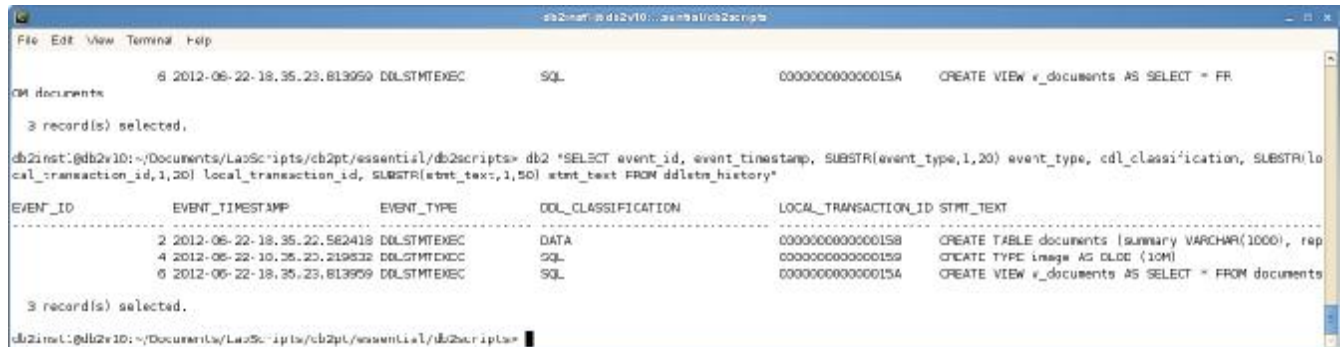 db2inst1@db2v10:...sential/db2scripts
File Edit View Terminal Help
6 2012-06-22-18.35.23.813959 DDLSTMTEXEC SQL 000000000000015A CREATE VIEW v_documents AS SELECT * FR
OM documents
3 record(s) selected.
db2inst1@db2v10:~/Documents/LabScripts/db2pt/essential/db2scripts> db2 "SELECT event_id, event_timestamp, SUBSTR(event_type,1,20) event_type, ddl_classification, SUBSTR(lo
cal_transaction_id,1,20) local_transaction_id, SUBSTR(stmt_text,1,50) stmt_text FROM ddlstm_history"
EVENT_ID EVENT_TIMESTAMP EVENT_TYPE DDL_CLASSIFICATION LOCAL_TRANSACTION_ID STMT_TEXT
2 2012-06-22-18.35.22.582418 DDLSTMTEXEC DATA 0000000000000158 CREATE TABLE documents (summary VARCHAR(1000), rep
4 2012-06-22-18.35.23.219832 DDLSTMTEXEC SQL 0000000000000159 CREATE TYPE image AS BLOB (10M)
6 2012-06-22-18.35.23.813959 DDLSTMTEXEC SQL 000000000000015A CREATE VIEW v_documents AS SELECT * FROM documents
3 record(s) selected.
db2inst1@db2v10:~/Documents/LabScripts/db2pt/essential/db2scripts>